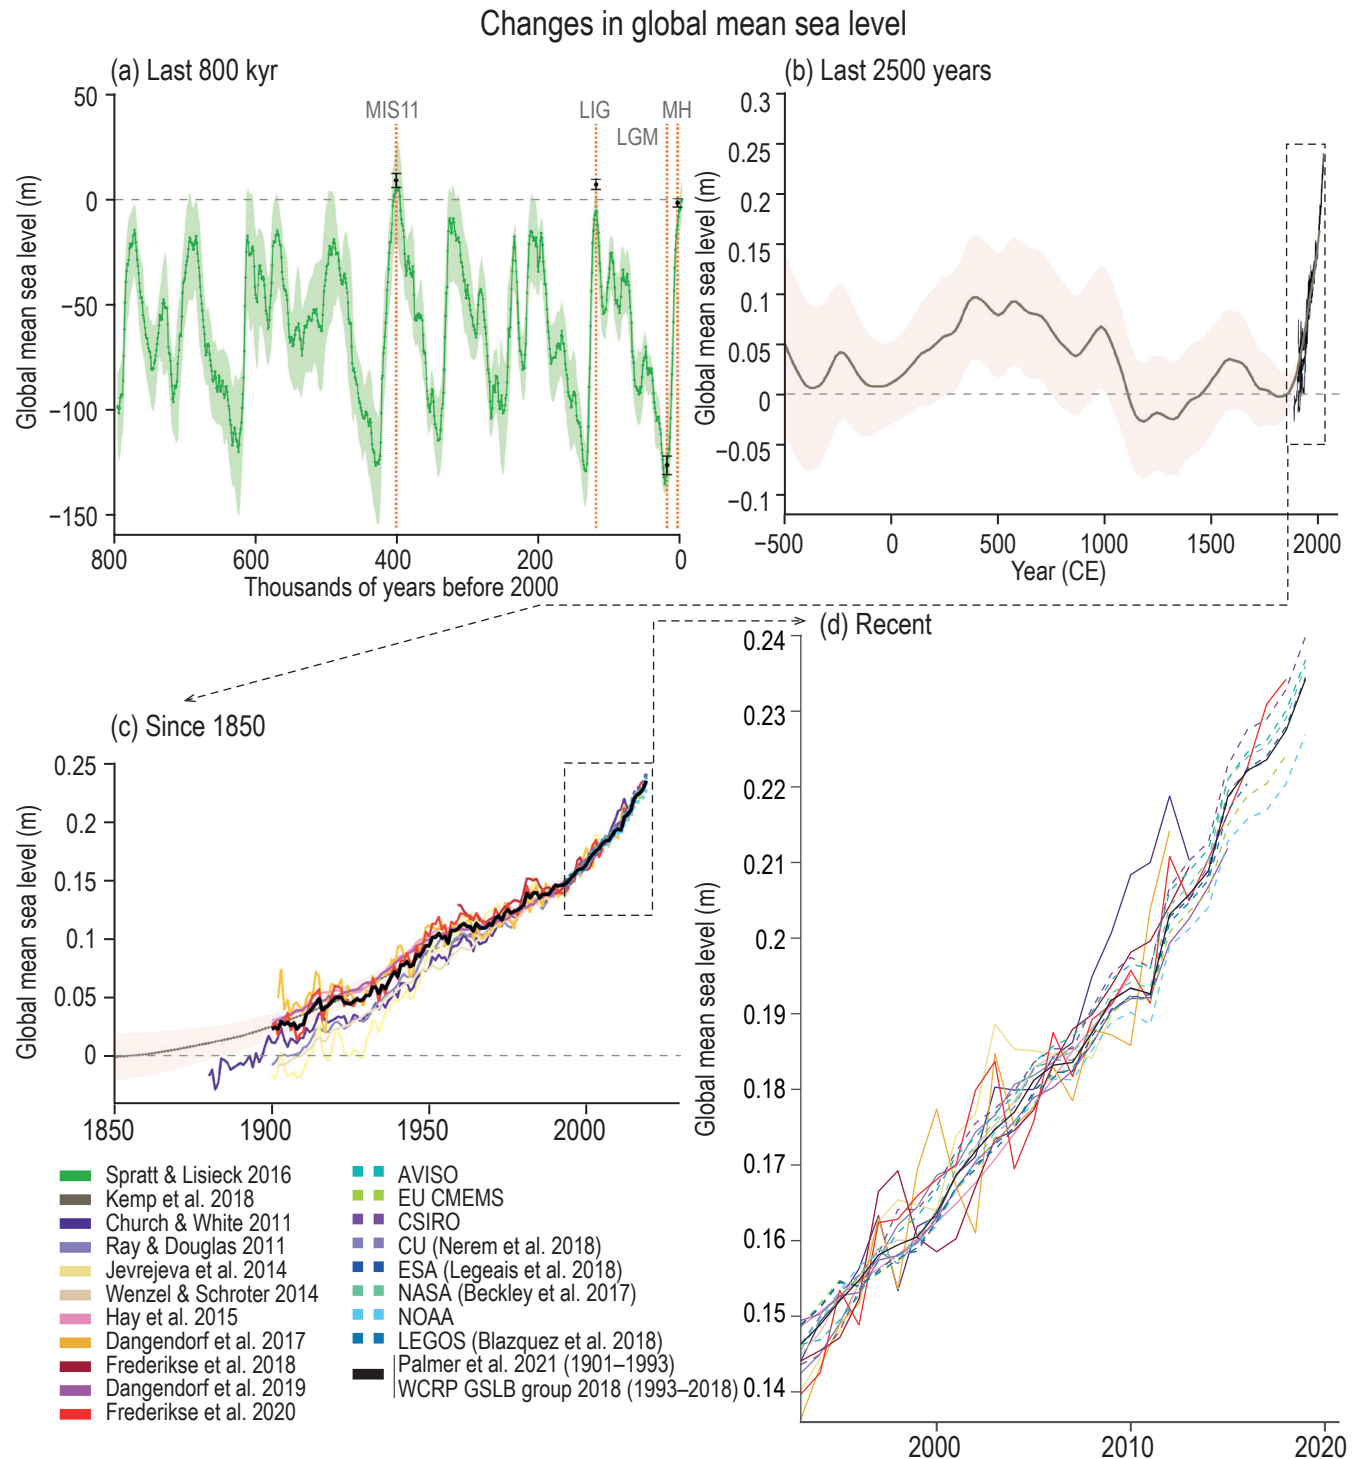 Changes in global mean sea level
(a) Last 800 kyr
MIS11
LIG
LGM
MH
50
0
−50
−100
−150
Global mean sea level (m)
800
600
400
200
0
Thousands of years before 2000
(b) Last 2500 years
0.3
0.25
0.2
0.15
0.1
0.05
0
−0.05
−0.1
Global mean sea level (m)
−500
0
500
1000
1500
2000
Year (CE)
(c) Since 1850
0.25
0.2
0.15
0.1
0.05
0
Global mean sea level (m)
1850
1900
1950
2000
(d) Recent
0.24
0.23
0.22
0.21
0.2
0.19
0.18
0.17
0.16
0.15
0.14
Global mean sea level (m)
2000
2010
2020
Spratt & Lisieck 2016
Kemp et al. 2018
Church & White 2011
Ray & Douglas 2011
Jevrejeva et al. 2014
Wenzel & Schroter 2014
Hay et al. 2015
Dangendorf et al. 2017
Frederikse et al. 2018
Dangendorf et al. 2019
Frederikse et al. 2020
AVISO
EU CMEMS
CSIRO
CU (Nerem et al. 2018)
ESA (Legeais et al. 2018)
NASA (Beckley et al. 2017)
NOAA
LEGOS (Blazquez et al. 2018)
Palmer et al. 2021 (1901–1993)
WCRP GSLB group 2018 (1993–2018)